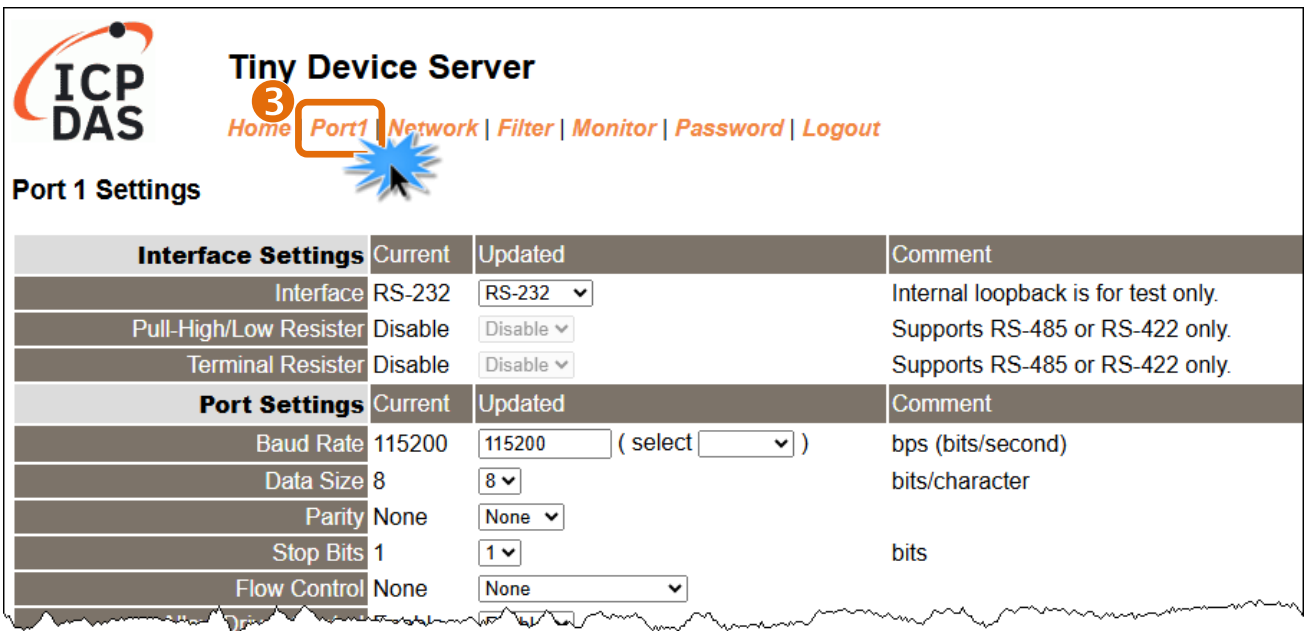 ICP
DAS
Tiny Device Server
3
Home | Port1 | Network | Filter | Monitor | Password | Logout
Port 1 Settings
Interface Settings Current Updated Comment
Interface RS-232 RS-232 Internal loopback is for test only.
Pull-High/Low Resister Disable Disable Supports RS-485 or RS-422 only.
Terminal Resister Disable Disable Supports RS-485 or RS-422 only.
Port Settings Current Updated Comment
Baud Rate 115200 115200 ( select ) bps (bits/second)
Data Size 8 8 bits/character
Parity None None
Stop Bits 1 1 bits
Flow Control None None